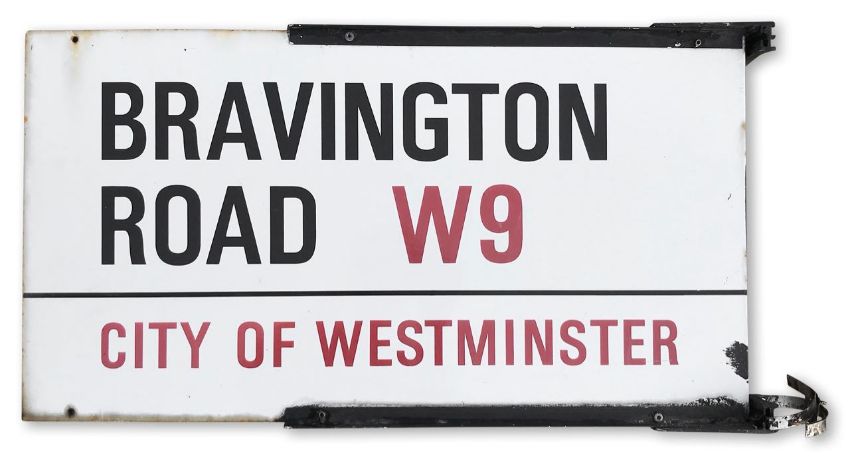 BRAVINGTON
ROAD W9
CITY OF WESTMINSTER